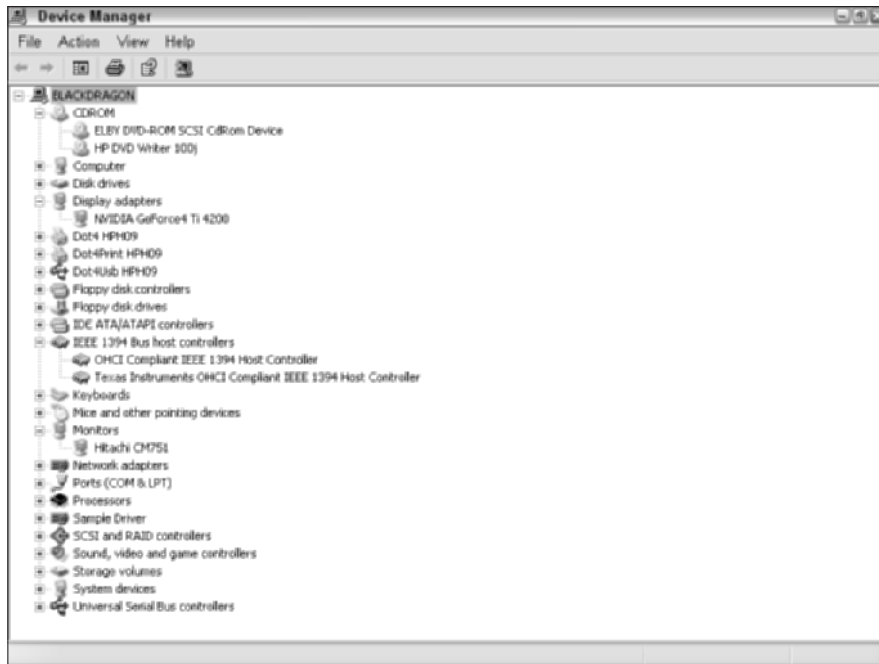 Device Manager
File Action View Help
BLACKDRAGON
CDROM
ELBY DVD-ROM SCSI CdRom Device
HP DVD Writer 100j
Computer
Disk drives
Display adapters
NVIDIA GeForce4 Ti 4200
Dot4 HPH09
Dot4Print HPH09
Dot4Usb HPH09
Floppy disk controllers
Floppy disk drives
IDE ATA/ATAPI controllers
IEEE 1394 Bus host controllers
OHCI Compliant IEEE 1394 Host Controller
Texas Instruments OHCI Compliant IEEE 1394 Host Controller
Keyboards
Mice and other pointing devices
Monitors
Hitachi CM751
Network adapters
Ports (COM & LPT)
Processors
Sample Driver
SCSI and RAID controllers
Sound, video and game controllers
Storage volumes
System devices
Universal Serial Bus controllers